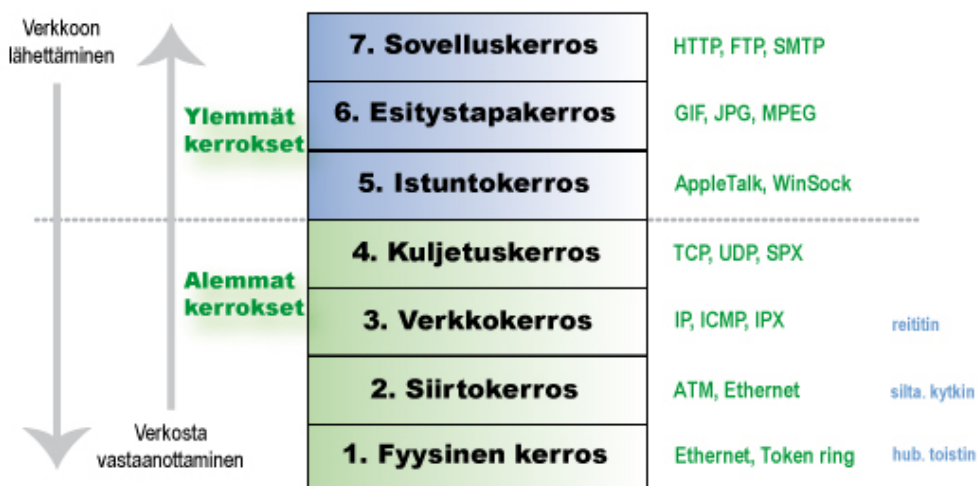 Verkkoon
lähettäminen
7. Sovelluskerros
HTTP, FTP, SMTP
Ylemmät
kerrokset
6. Esitystapakerros
GIF, JPG, MPEG
5. Istuntokerros
AppleTalk, WinSock
4. Kuljetuskerros
TCP, UDP, SPX
Alemmat
kerrokset
3. Verkkokerros
IP, ICMP, IPX
reititin
2. Siirtokerros
ATM, Ethernet
silta. kytkin
Verkosta
vastaanottaminen
1. Fyysinen kerros
Ethernet, Token ring
hub. toistin